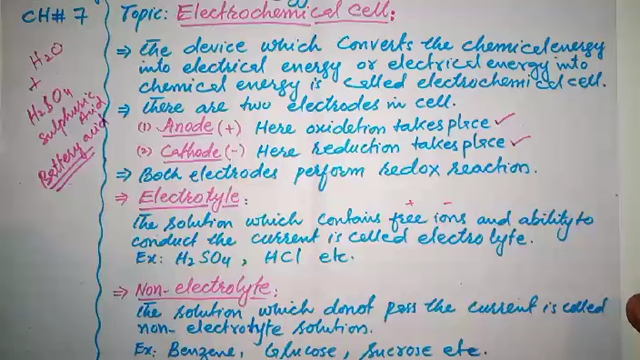 CH# 7
Topic: Electrochemical cell:
H2O
+
H2SO4
Sulphuric Acid
Battery acid
⇒ The device which converts the chemical energy
into electrical energy or electrical energy into
chemical energy is called electrochemical cell.
⇒ There are two electrodes in cell.
(1) Anode (+) Here oxidetion takes place ✓
(2) Cathode (-) Here reduction takes place ✓
⇒ Both electrodes perform redox reaction.
⇒ Electrotyle:
+ -
The solution which contains free ions and ability to
conduct the current is called electrolyte.
Ex: H2SO4, HCl etc.
⇒ Non-electrolyte:
The solution, which donot pass the current is called
non-electrolyte solution.
Ex: Benzene, Glucose, Sucrose etc.